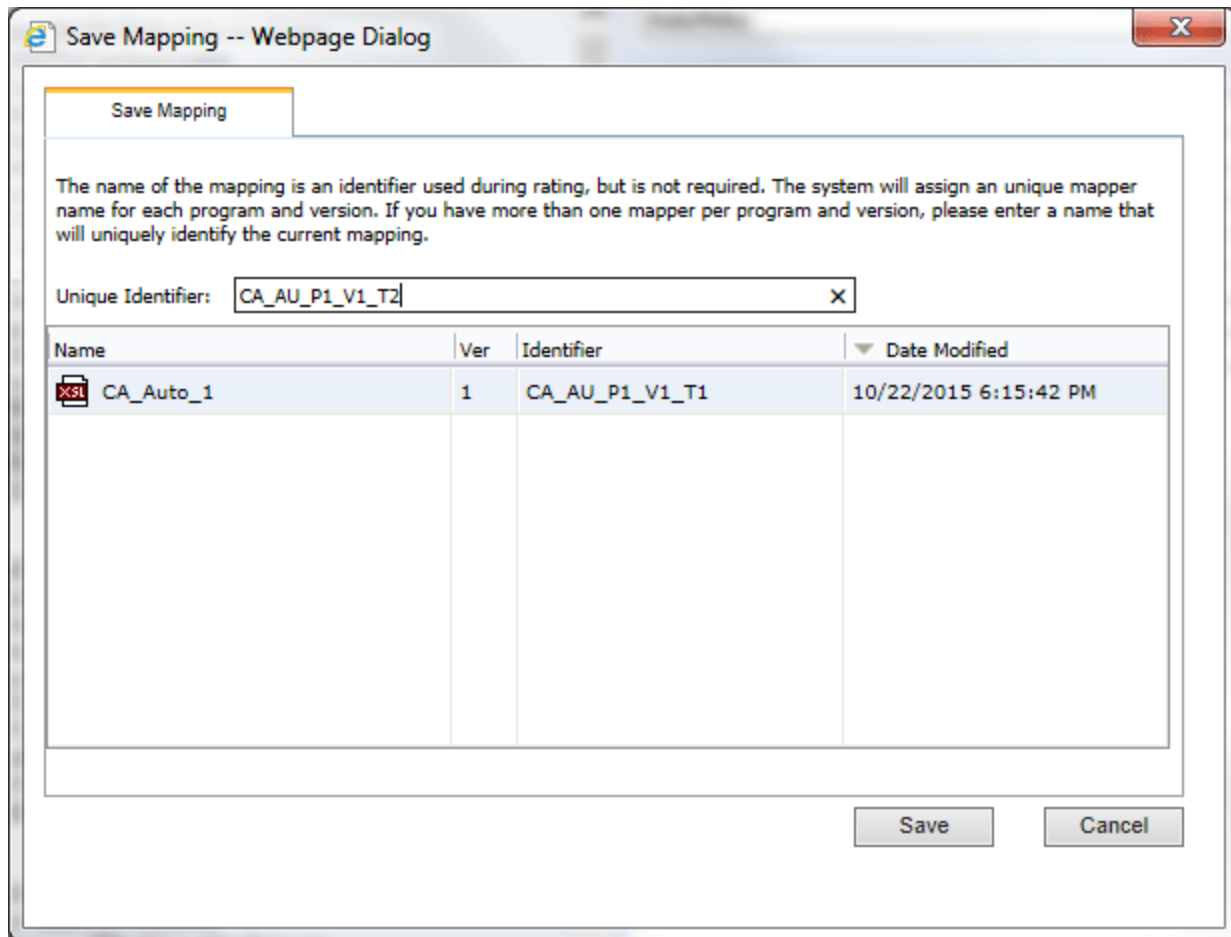 Save Mapping -- Webpage Dialog
Save Mapping
The name of the mapping is an identifier used during rating, but is not required. The system will assign an unique mapper
name for each program and version. If you have more than one mapper per program and version, please enter a name that
will uniquely identify the current mapping.
Unique Identifier: CA_AU_P1_V1_T2
Name Ver Identifier Date Modified
XSL CA_Auto_1 1 CA_AU_P1_V1_T1 10/22/2015 6:15:42 PM
Save Cancel